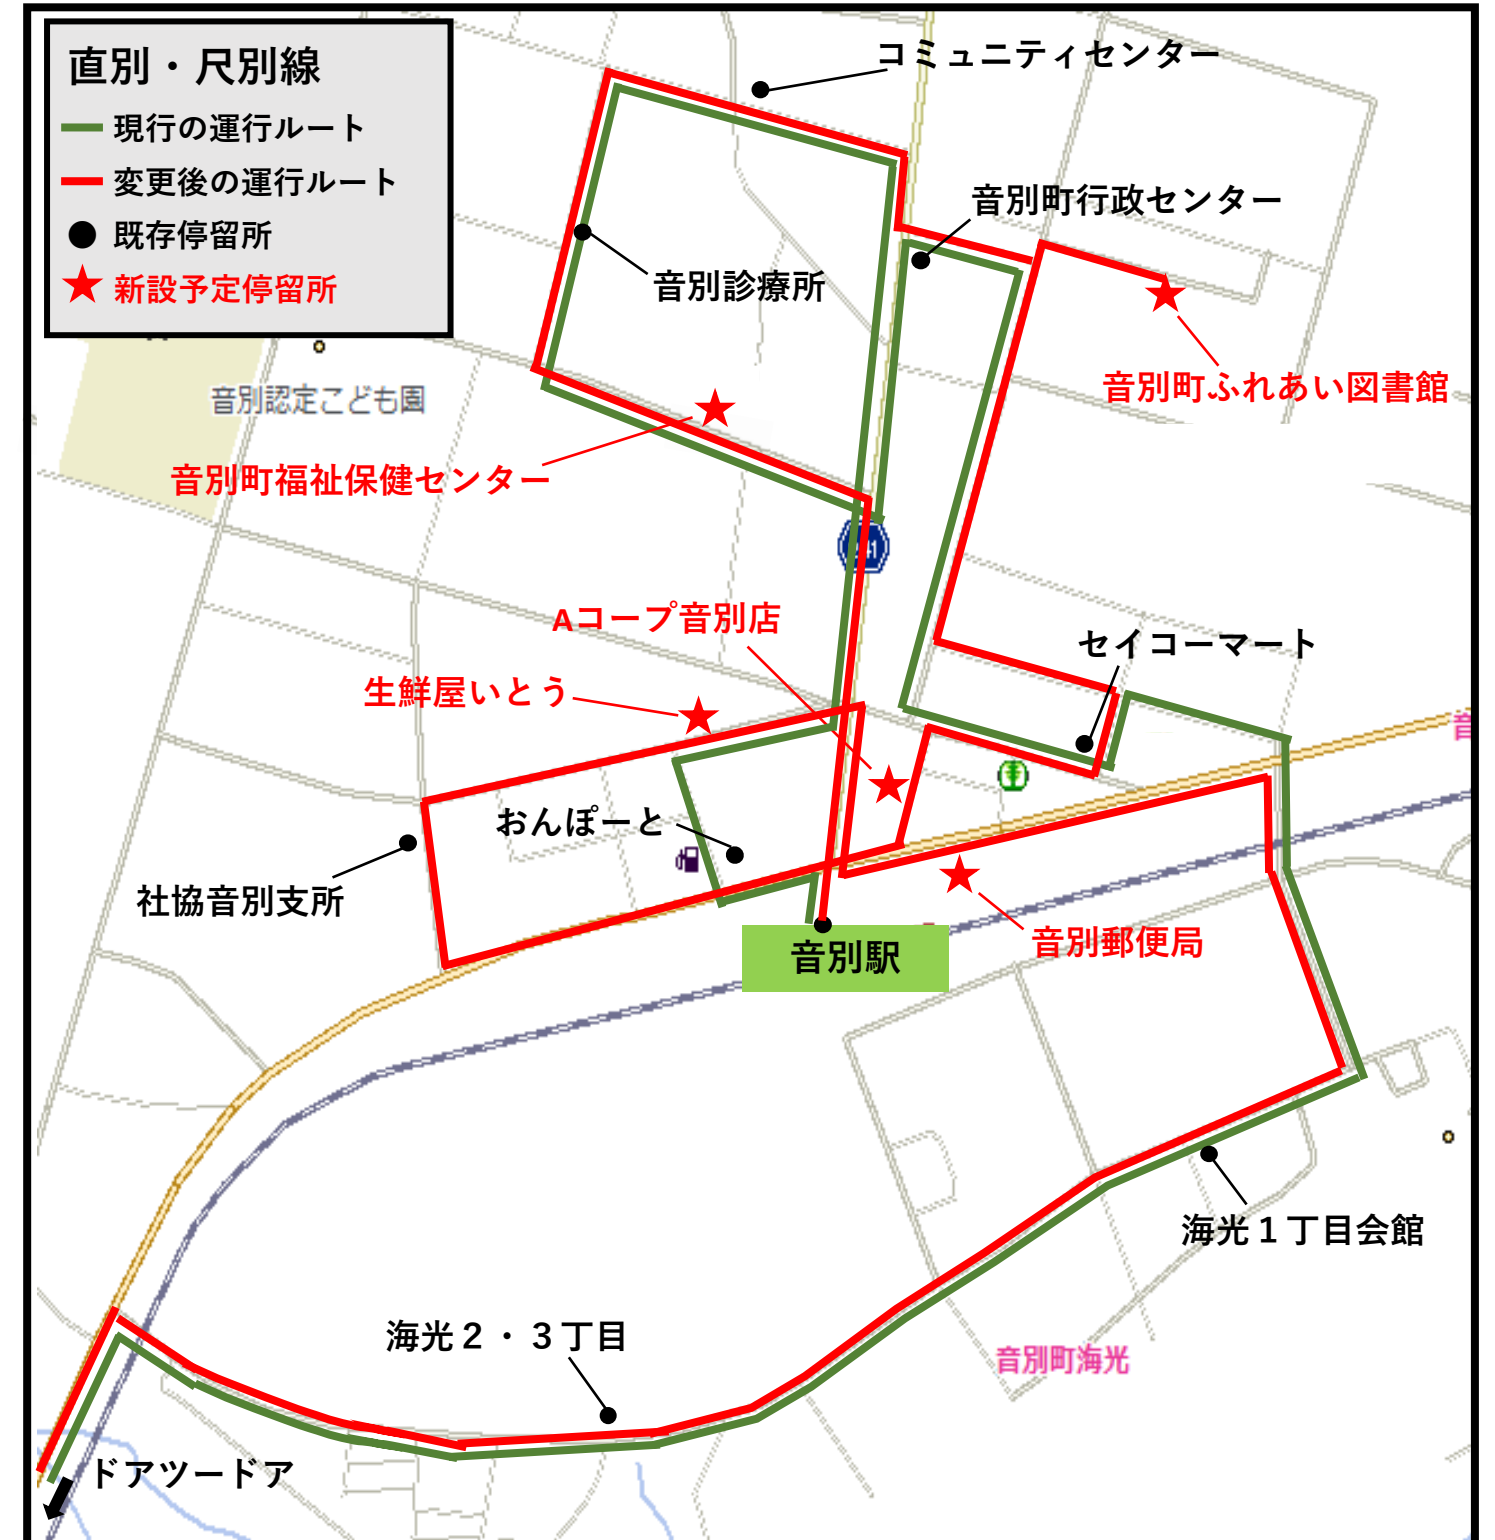 直別・尺別線
現行の運行ルート
変更後の運行ルート
既存停留所
新設予定停留所
コミュニティセンター
音別町行政センター
音別診療所
音別町ふれあい図書館
音別認定こども園
音別町福祉保健センター
Aコープ音別店
セイコーマート
生鮮屋いとう
音
おんぽーと
社協音別支所
音別郵便局
音別駅
海光1丁目会館
海光2・3丁目
音別町海光
ドアツードア